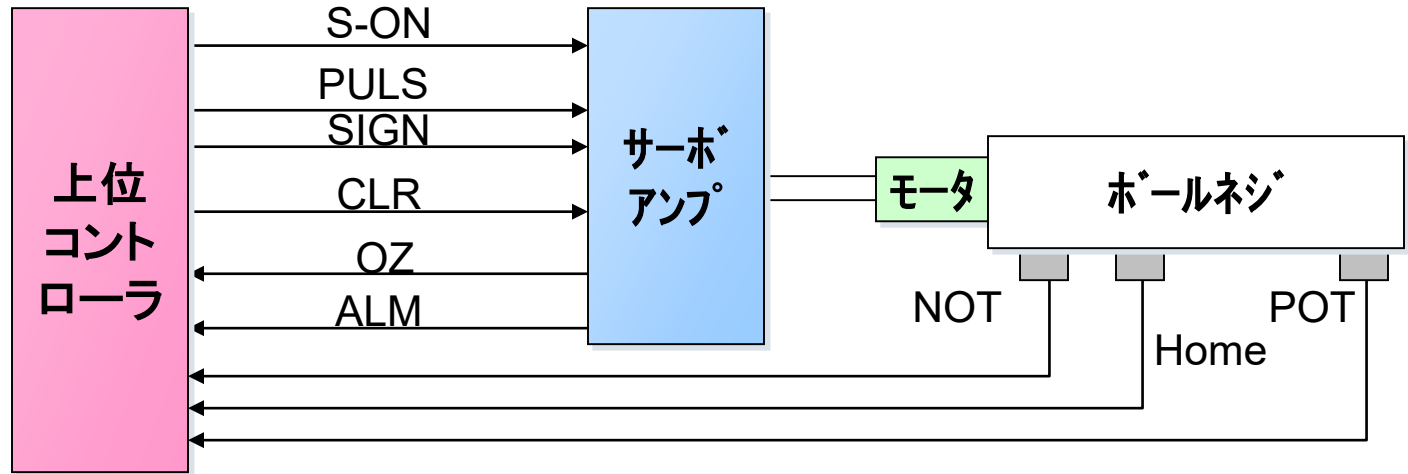 上位
コント
ローラ
S-ON
PULS
SIGN
CLR
OZ
ALM
サーボ
アンプ
モータ
ボールネジ
NOT
Home
POT